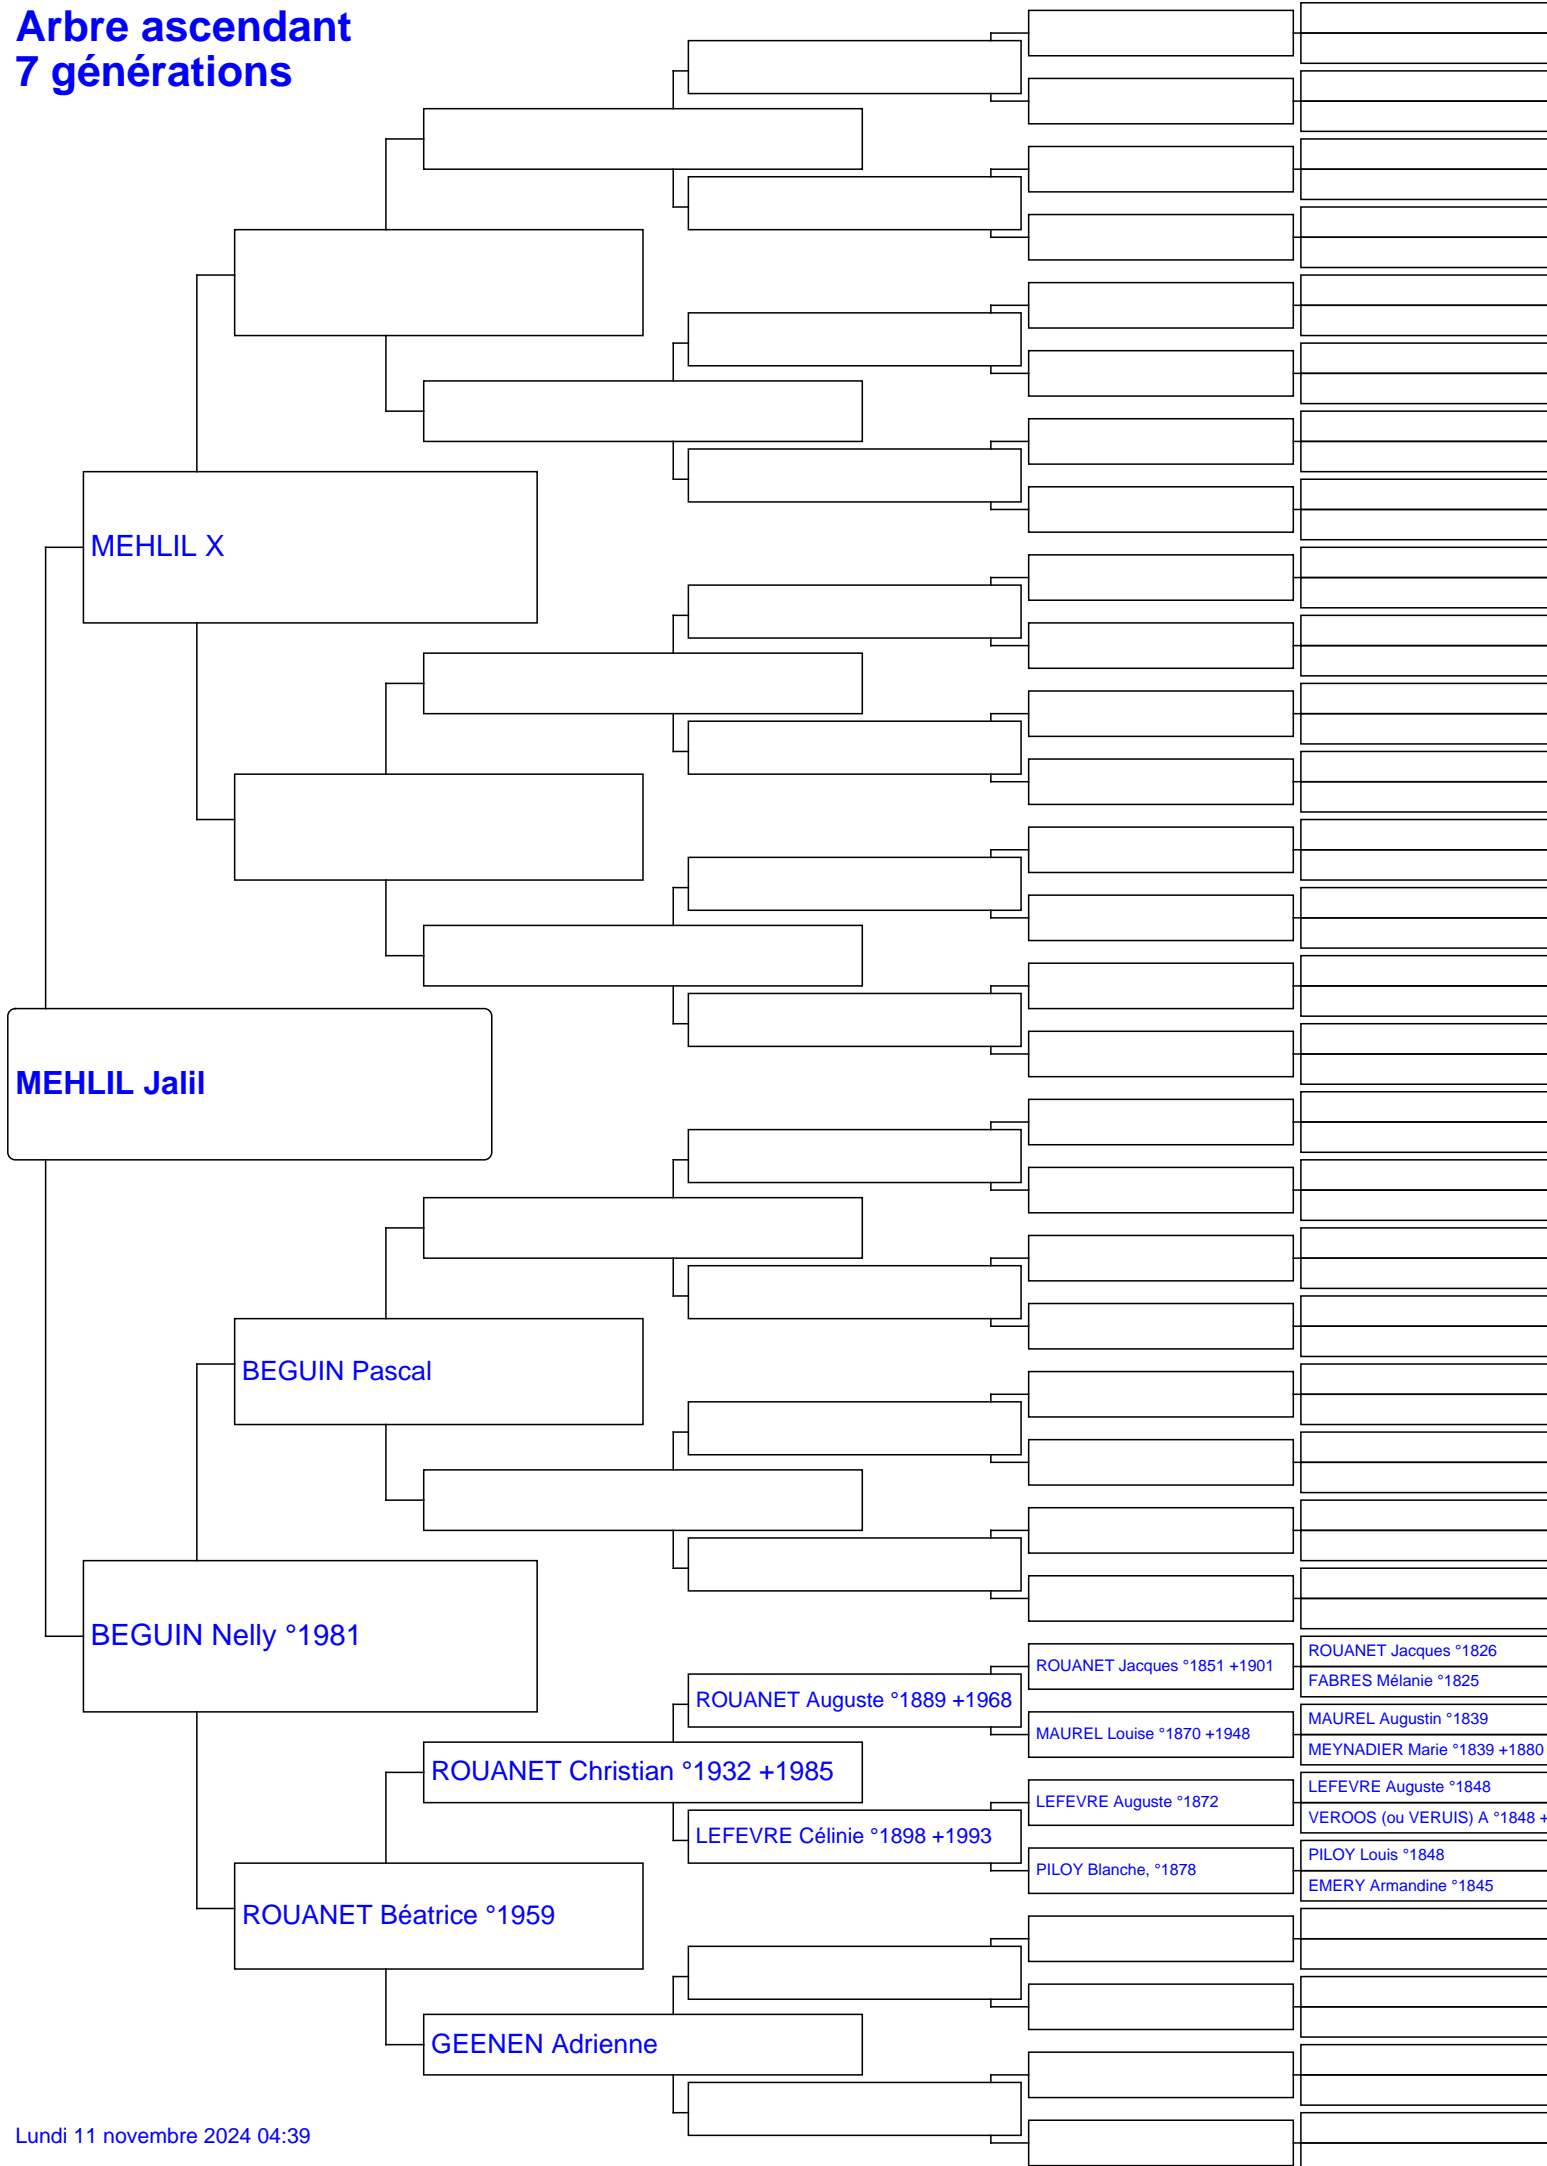 Arbre ascendant
7 générations
MEHLIL X
MEHLIL Jalil
BEGUIN Pascal
BEGUIN Nelly °1981
ROUANET Jacques °1826
ROUANET Jacques °1851 +1901
FABRES Mélanie °1825
ROUANET Auguste °1889 +1968
MAUREL Augustin °1839
MAUREL Louise °1870 +1948
MEYNADIER Marie °1839 +1880
ROUANET Christian °1932 +1985
LEFEVRE Auguste °1848
LEFEVRE Auguste °1872
VEROOS (ou VERUIS) A °1848 +
LEFEVRE Célinie °1898 +1993
PILOY Louis °1848
PILOY Blanche, °1878
EMERY Armandine °1845
ROUANET Béatrice °1959
GEENEN Adrienne
Lundi 11 novembre 2024 04:39